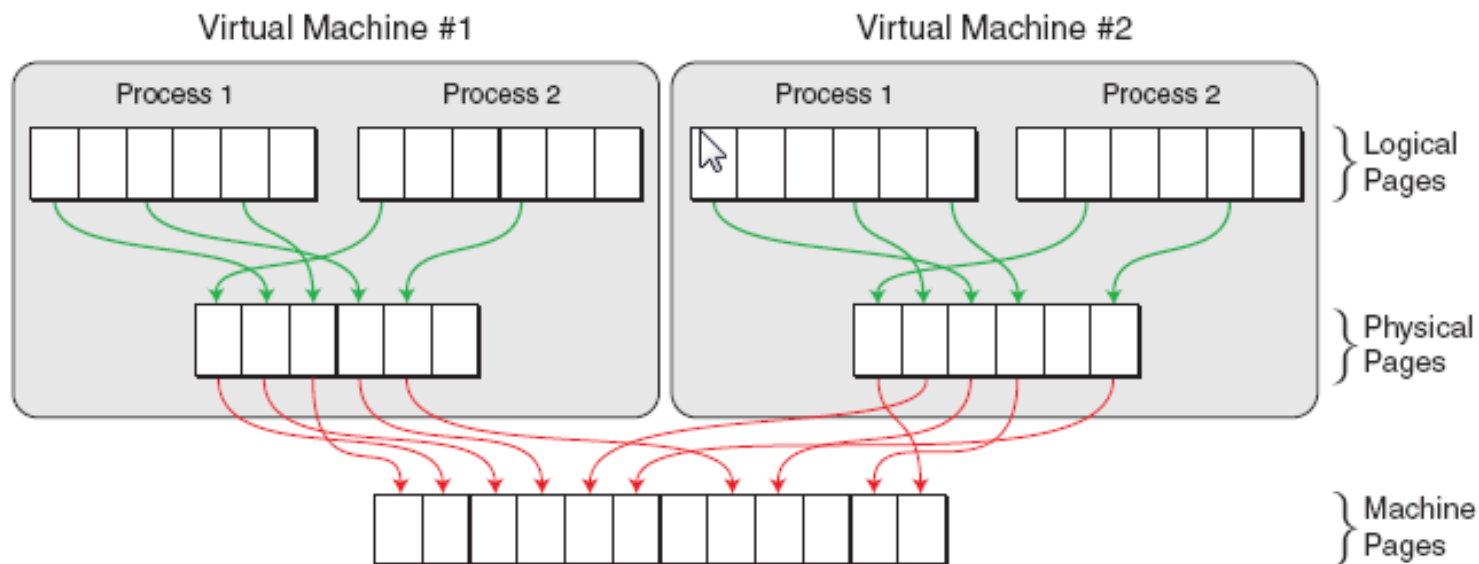 Virtual Machine #1
Virtual Machine #2
Process 1
Process 2
Process 1
Process 2
Logical
Pages
Physical
Pages
Machine
Pages